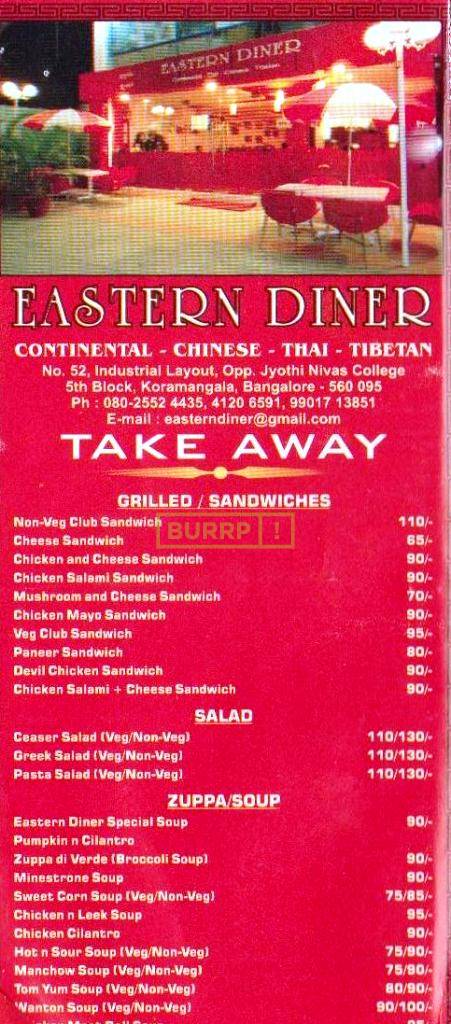 EASTERN DINER
EASTERN DINER
CONTINENTAL - CHINESE - THAI - TIBETAN
No. 52, Industrial Layout, Opp. Jyothi Nivas College
5th Block, Koramangala, Bangalore - 560 095
Ph : 080-2552 4435, 4120 6591, 99017 13851
E-mail : easterndiner@gmail.com
TAKE AWAY
GRILLED / SANDWICHES
Non-Veg Club Sandwich 110/-
BURRP !
Cheese Sandwich 65/-
Chicken and Cheese Sandwich 90/-
Chicken Salami Sandwich 90/-
Mushroom and Cheese Sandwich 70/-
Chicken Mayo Sandwich 90/-
Veg Club Sandwich 95/-
Paneer Sandwich 80/-
Devil Chicken Sandwich 90/-
Chicken Salami + Cheese Sandwich 90/-
SALAD
Ceaser Salad (Veg/Non-Veg) 110/130/-
Greek Salad (Veg/Non-Veg) 110/130/-
Pasta Salad (Veg/Non-Veg) 110/130/-
ZUPPA/SOUP
Eastern Diner Special Soup 90/-
Pumpkin n Cilantro
Zuppa di Verde (Broccoli Soup) 90/-
Minestrone Soup 90/-
Sweet Corn Soup (Veg/Non-Veg) 75/85/-
Chicken n Leek Soup 95/-
Chicken Cilantro 90/-
Hot n Sour Soup (Veg/Non-Veg) 75/90/-
Manchow Soup (Veg/Non-Veg) 75/90/-
Tom Yum Soup (Veg/Non-Veg) 80/90/-
Wanton Soup (Veg/Non-Veg) 90/100/-